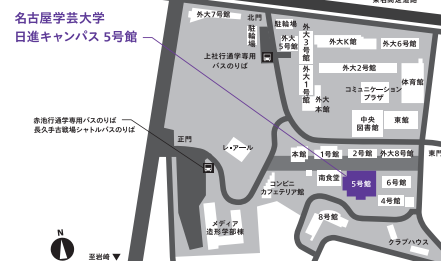 名古屋学芸大学
日進キャンパス 5号館
外大7号館
北門
駐輪場
駐輪場
外大
5号館
外大3号館
外大K館
外大6号館
上社行通学専用
バスのりば
外大1号館
外大2号館
体育館
コミュニケーション
プラザ
外大
本館
中央
図書館
東館
赤池行通学専用バスのりば
長久手古戦場シャトルバスのりば
正門
レ・アール
本館
1号館
2号館
外大8号館
東門
南食堂
5号館
6号館
コンビニ
カフェテリア館
4号館
メディア
造形学部棟
8号館
クラブハウス
N
至岩崎 ▼